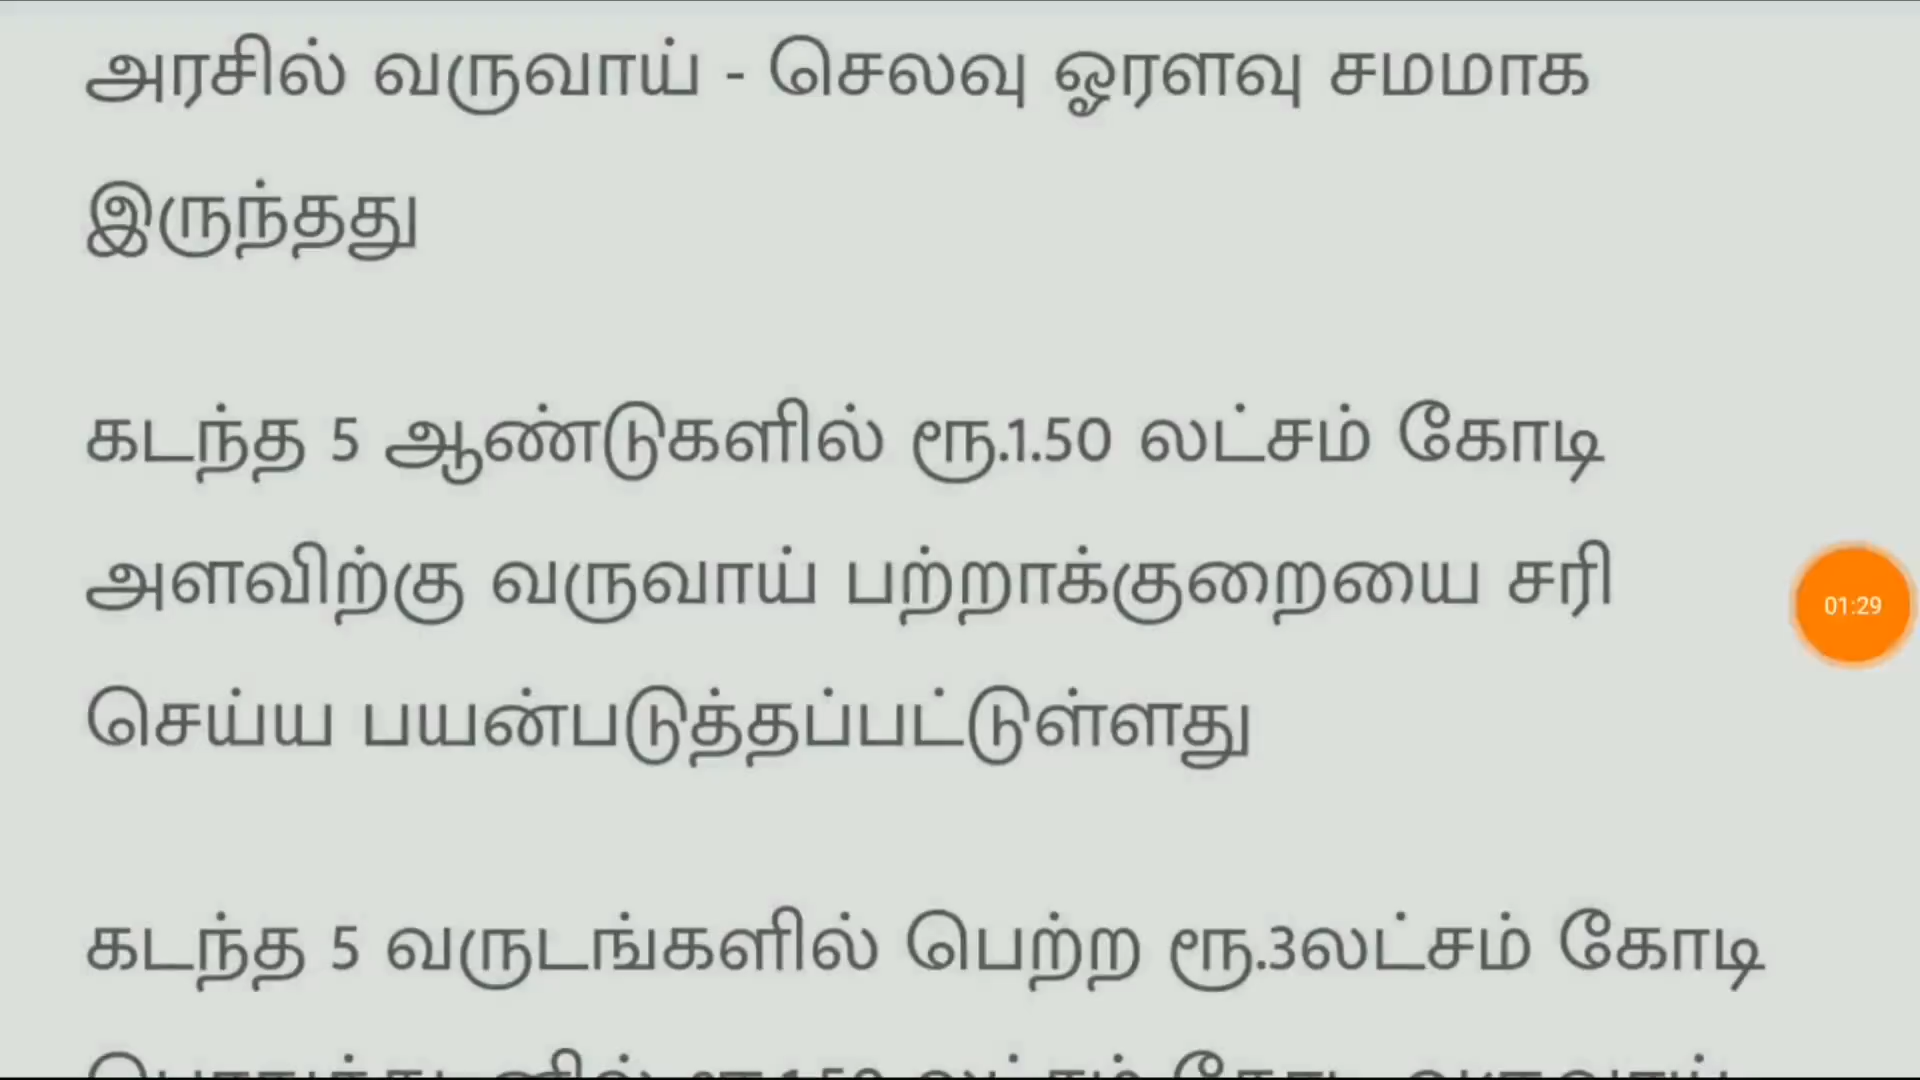 அரசில் வருவாய் - செலவு ஓரளவு சமமாக
இருந்தது
கடந்த 5 ஆண்டுகளில் ரூ.1.50 லட்சம் கோடி
அளவிற்கு வருவாய் பற்றாக்குறையை சரி
செய்ய பயன்படுத்தப்பட்டுள்ளது
01:29
கடந்த 5 வருடங்களில் பெற்ற ரூ.3லட்சம் கோடி